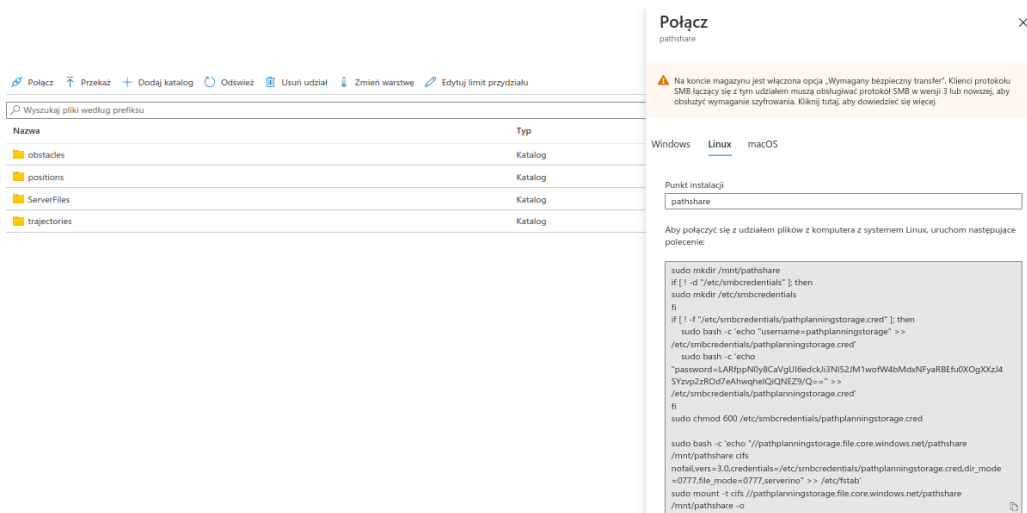 Połącz
pathshare
Połącz Przekaż Dodaj katalog Odśwież Usuń udział Zmień warstwę Edytuj limit przydziału
Wyszukaj pliki według prefiksu
Nazwa Typ
obstacles Katalog
positions Katalog
ServerFiles Katalog
trajectories Katalog
Na koncie magazynu jest włączona opcja „Wymagany bezpieczny transfer”. Klienci protokołu
SMB łączący się z tym udziałem muszą obsługiwać protokół SMB w wersji 3 lub nowszej, aby
obsłużyć wymaganie szyfrowania. Kliknij tutaj, aby dowiedzieć się więcej.
Windows Linux macOS
Punkt instalacji
pathshare
Aby połączyć się z udziałem plików z komputera z systemem Linux, uruchom następujące
polecenie:
sudo mkdir /mnt/pathshare
if [ ! -d "/etc/smbcredentials" ]; then
sudo mkdir /etc/smbcredentials
fi
if [ ! -f "/etc/smbcredentials/pathplanningstorage.cred" ]; then
sudo bash -c 'echo "username=pathplanningstorage" >>
/etc/smbcredentials/pathplanningstorage.cred'
sudo bash -c 'echo
"password=
" >>
/etc/smbcredentials/pathplanningstorage.cred'
fi
sudo chmod 600 /etc/smbcredentials/pathplanningstorage.cred
sudo bash -c 'echo "//pathplanningstorage.file.core.windows.net/pathshare
/mnt/pathshare cifs
nofail,vers=3.0,credentials=/etc/smbcredentials/pathplanningstorage.cred,dir_mode
=0777,file_mode=0777,serverino" >> /etc/fstab'
sudo mount -t cifs //pathplanningstorage.file.core.windows.net/pathshare
/mnt/pathshare -o